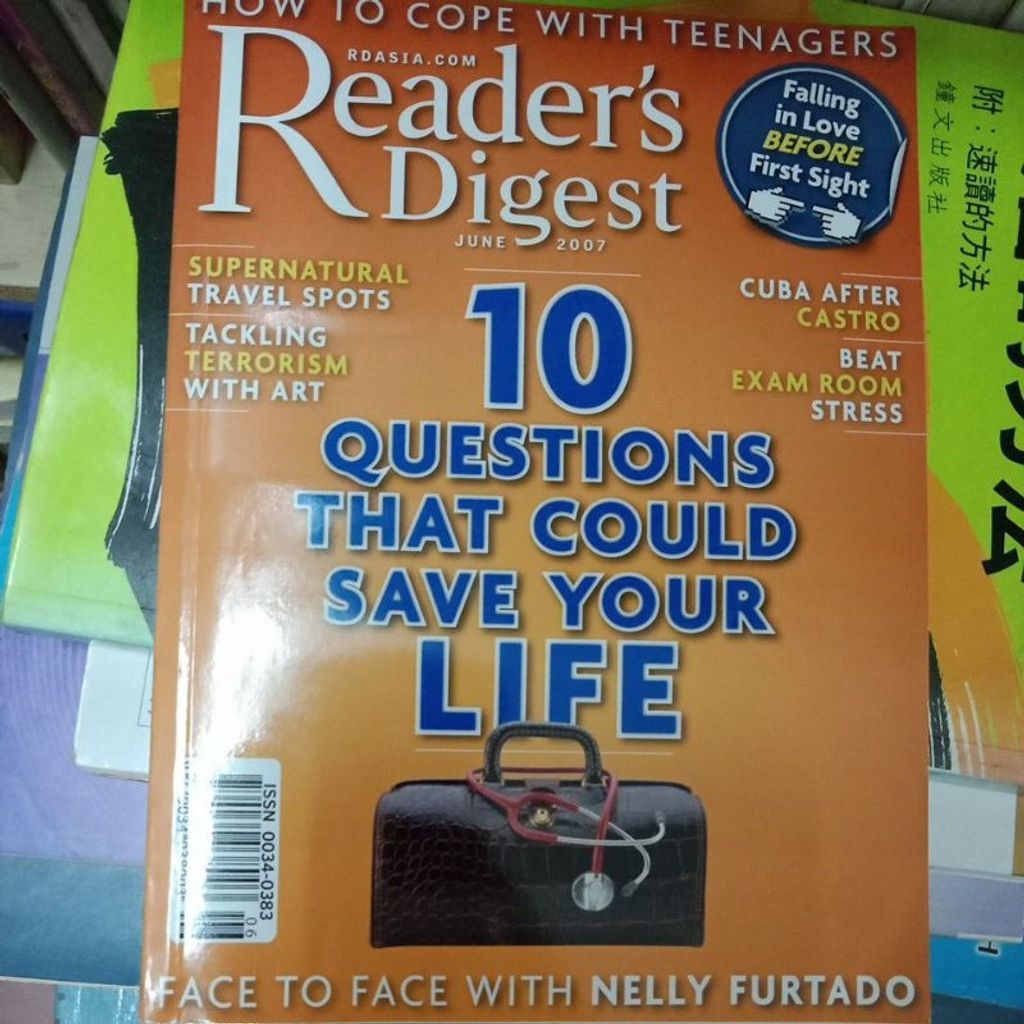 HOW TO COPE WITH TEENAGERS
RDASIA.COM
Reader's
Digest
JUNE 2007
Falling
in Love
BEFORE
First Sight
SUPERNATURAL
TRAVEL SPOTS
TACKLING
TERRORISM
WITH ART
CUBA AFTER
CASTRO
BEAT
EXAM ROOM
STRESS
10
QUESTIONS
THAT COULD
SAVE YOUR
LIFE
ISSN 0034-0383
06
FACE TO FACE WITH NELLY FURTADO
附：速讀的方法
鐘文出版社